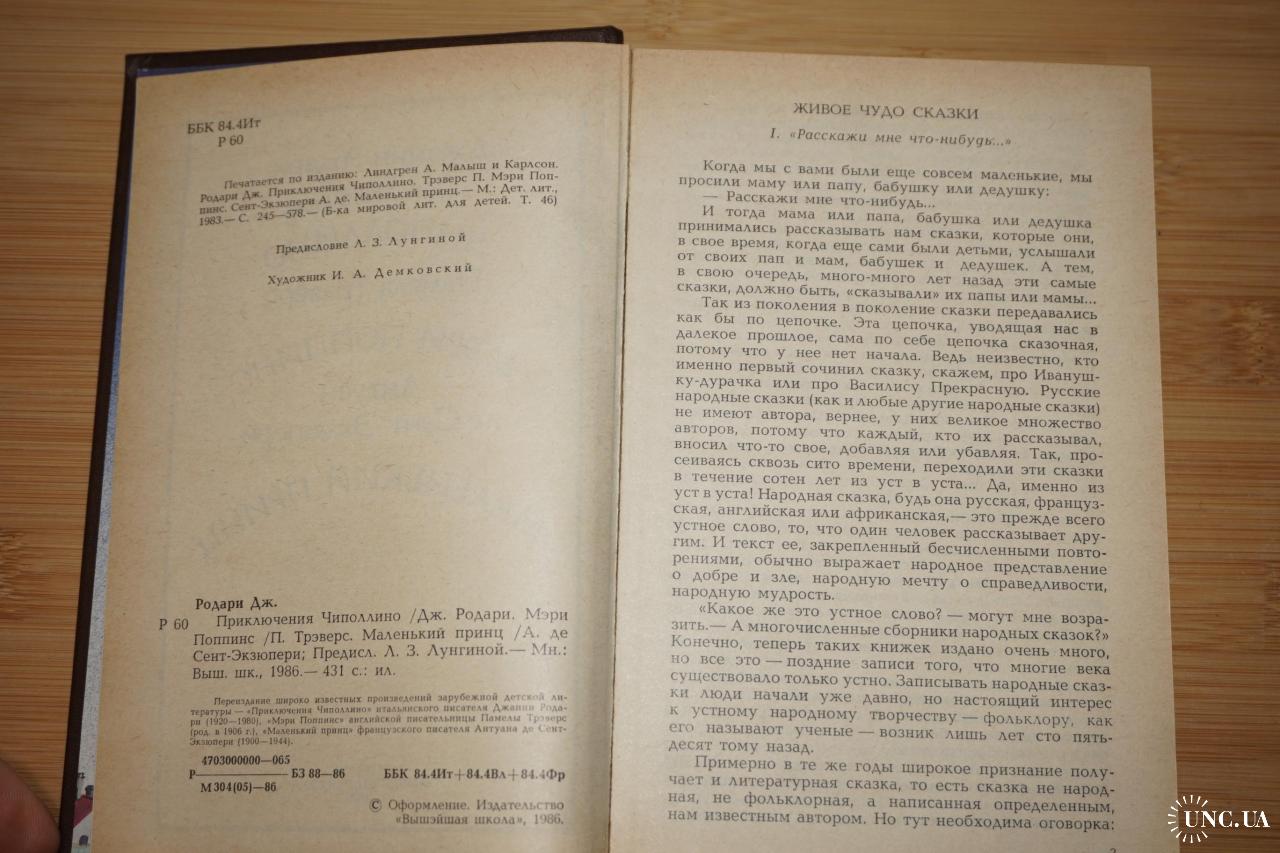 ББК 84.4Ит
Р 60
Печатается по изданию: Линдгрен А. Малыш и Карлсон.
Родари Дж. Приключения Чиполлино. Трэверс П. Мэри Поп-
пинс. Сент-Экзюпери А. де. Маленький принц.— М.: Дет. лит.,
1983.— С. 245—578.— (Б-ка мировой лит. для детей. Т. 46)
Предисловие Л. З. Лунгиной
Художник И. А. Демковский
Родари Дж.
Р 60 Приключения Чиполлино /Дж. Родари. Мэри
Поппинс /П. Трэверс. Маленький принц /А. де
Сент-Экзюпери; Предисл. Л. З. Лунгиной.— Мн.:
Выш. шк., 1986.— 431 с.: ил.
Переиздание широко известных произведений зарубежной детской ли-
тературы — «Приключения Чиполлино» итальянского писателя Джанни Рода-
ри (1920—1980), «Мэри Поппинс» английской писательницы Памелы Трэверс
(род. в 1906 г.), «Маленький принц» французского писателя Антуана де Сент-
Экзюпери (1900—1944).
4703000000—065
Р——— БЗ 88—86 ББК 84.4Ит+84.4Вл+84.4Фр
М 304(05)—86
© Оформление. Издательство
«Вышэйшая школа», 1986.
ЖИВОЕ ЧУДО СКАЗКИ
I. «Расскажи мне что-нибудь...»
Когда мы с вами были еще совсем маленькие, мы
просили маму или папу, бабушку или дедушку:
— Расскажи мне что-нибудь...
И тогда мама или папа, бабушка или дедушка
принимались рассказывать нам сказки, которые они,
в свое время, когда еще сами были детьми, услышали
от своих пап и мам, бабушек и дедушек. А тем,
в свою очередь, много-много лет назад эти самые
сказки, должно быть, «сказывали» их папы или мамы...
Так из поколения в поколение сказки передавались
как бы по цепочке. Эта цепочка, уводящая нас в
далекое прошлое, сама по себе цепочка сказочная,
потому что у нее нет начала. Ведь неизвестно, кто
именно первый сочинил сказку, скажем, про Ивануш-
ку-дурачка или про Василису Прекрасную. Русские
народные сказки (как и любые другие народные сказки)
не имеют автора, вернее, у них великое множество
авторов, потому что каждый, кто их рассказывал,
вносил что-то свое, добавляя или убавляя. Так, про-
сеиваясь сквозь сито времени, переходили эти сказки
в течение сотен лет из уст в уста... Да, именно из
уст в уста! Народная сказка, будь она русская, француз-
ская, английская или африканская,— это прежде всего
устное слово, то, что один человек рассказывает дру-
гим. И текст ее, закрепленный бесчисленными повто-
рениями, обычно выражает народное представление
о добре и зле, народную мечту о справедливости,
народную мудрость.
«Какое же это устное слово? — могут мне возра-
зить.— А многочисленные сборники народных сказок?»
Конечно, теперь таких книжек издано очень много,
но все это — поздние записи того, что многие века
существовало только устно. Записывать народные сказ-
ки люди начали уже давно, но настоящий интерес
к устному народному творчеству — фольклору, как
его называют ученые — возник лишь лет сто пять-
десят тому назад.
Примерно в те же годы широкое признание полу-
чает и литературная сказка, то есть сказка не народ-
ная, не фольклорная, а написанная определенным,
нам известным автором. Но тут необходима оговорка:
UNC.UA